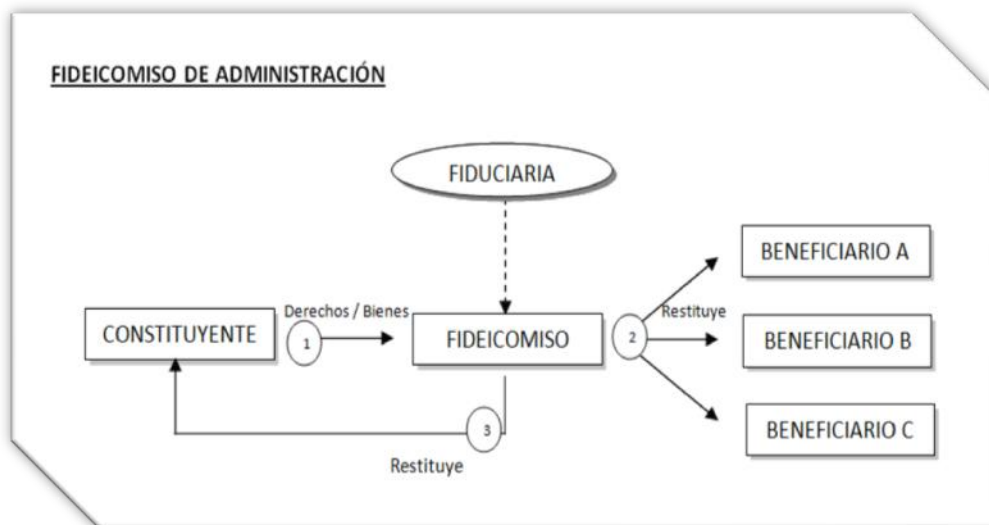 FIDEICOMISO DE ADMINISTRACIÓN
FIDUCIARIA
BENEFICIARIO A
Derechos / Bienes
Restituye
CONSTITUYENTE
1
FIDEICOMISO
2
BENEFICIARIO B
3
BENEFICIARIO C
Restituye